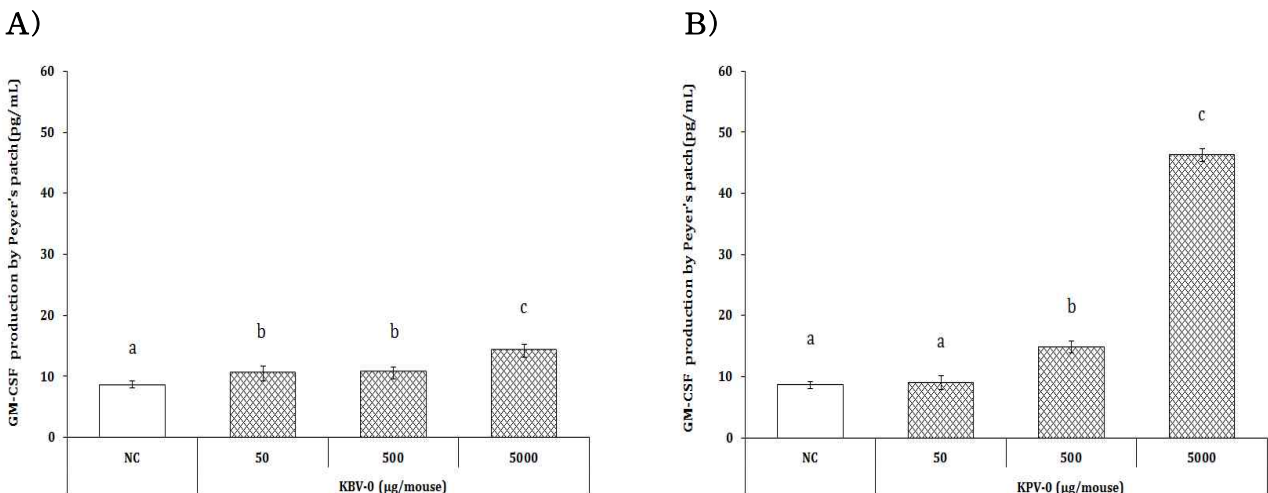 A)
GM-CSF production by Peyer's patch(pg/mL)
60
50
40
30
20
10
0
a
b
b
c
NC
50
500
5000
KBV-0 (μg/mouse)
B)
GM-CSF production by Peyer's patch(pg/mL)
60
50
40
30
20
10
0
a
a
b
c
NC
50
500
5000
KPV-0 (μg/mouse)